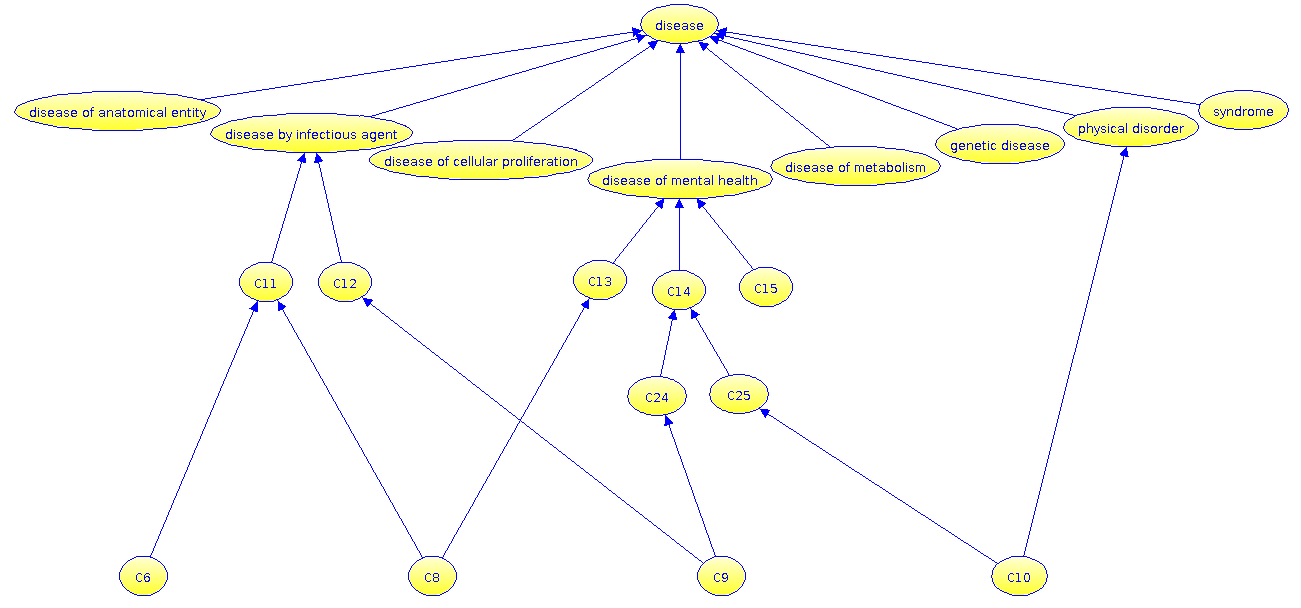 disease
disease of anatomical entity
disease by infectious agent
disease of cellular proliferation
disease of mental health
disease of metabolism
genetic disease
physical disorder
syndrome
C11
C12
C13
C14
C15
C24
C25
C6
C8
C9
C10